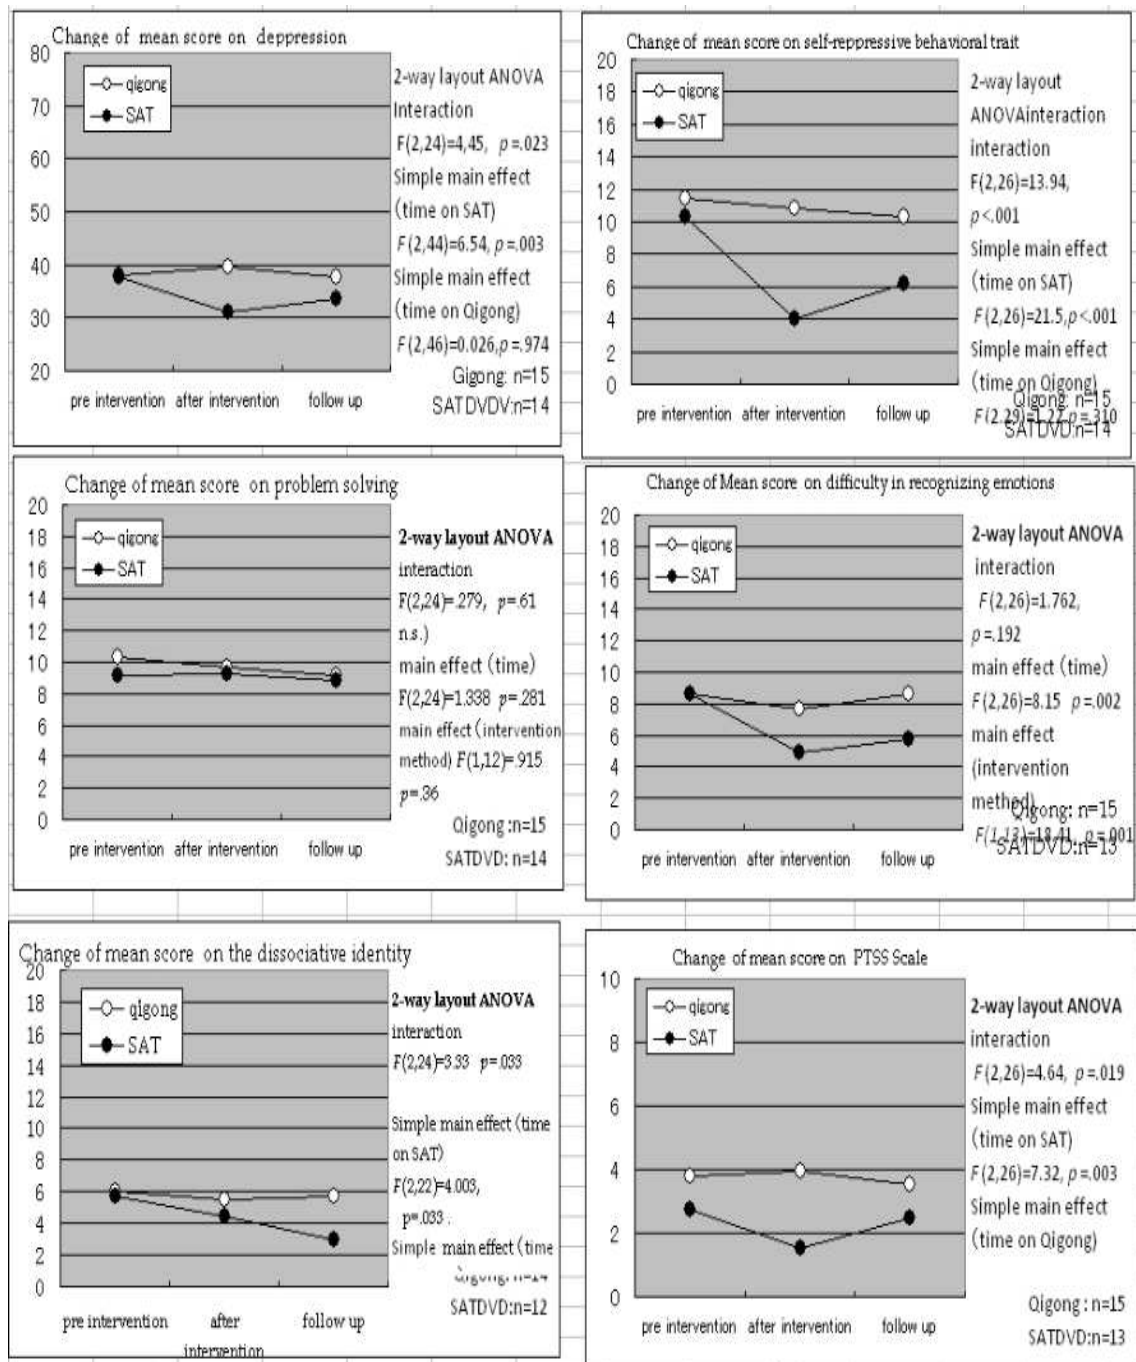 Change of mean score on deppression
80
70
60
50
40
30
20
qigong
SAT
pre intervention after intervention follow up
2-way layout ANOVA
Interaction
F(2,24)=4,45, p=.023
Simple main effect
(time on SAT)
F(2,44)=6.54, p=.003
Simple main effect
(time on Qigong)
F(2,46)=0.026,p=.974
Gigong: n=15
SATDVDV:n=14
Change of mean score on self-reppressive behavioral trait
20
18
16
14
12
10
8
6
4
2
0
qigong
SAT
pre intervention after intervention follow up
2-way layout
ANOVAinteraction
interaction
F(2,26)=13.94,
p<.001
Simple main effect
(time on SAT)
F(2,26)=21.5,p<.001
Simple main effect
(time on Qigong)
Qigong: n=15
F(2.29)=1.27,p=.310
SATDVD:n=14
Change of mean score on problem solving
20
18
16
14
12
10
8
6
4
2
0
qigong
SAT
pre intervention after intervention follow up
2-way layout ANOVA
interaction
F(2,24)=.279, p=.61
n.s.)
main effect (time)
F(2,24)=1.338 p=.281
main effect (intervention
method) F(1,12)=.915
p=.36
Qigong:n=15
SATDVD: n=14
Change of Mean score on difficulty in recognizing emotions
20
18
16
14
12
10
8
6
4
2
0
qigong
SAT
pre intervention after intervention follow up
2-way layout ANOVA
interaction
F(2,26)=1.762,
p=.192
main effect (time)
F(2,26)=8.15 p=.002
main effect
(intervention
method)
Qigong: n=15
F(1,13)=18.41, p=.001
SATDVD:n=13
Change of mean score on the dissociative identity
20
18
16
14
12
10
8
6
4
2
0
qigong
SAT
pre intervention after follow up
intervention
2-way layout ANOVA
interaction
F(2,24)=3.33 p=.033
Simple main effect (time
on SAT)
F(2,22)=4.003,
p=.033 .
Simple main effect (time
SATDVD:n=12
Change of mean score on PTSS Scale
10
8
6
4
2
0
qigong
SAT
pre intervention after intervention follow up
2-way layout ANOVA
interaction
F(2,26)=4.64, p=.019
Simple main effect
(time on SAT)
F(2,26)=7.32, p=.003
Simple main effect
(time on Qigong)
Qigong : n=15
SATDVD:n=13